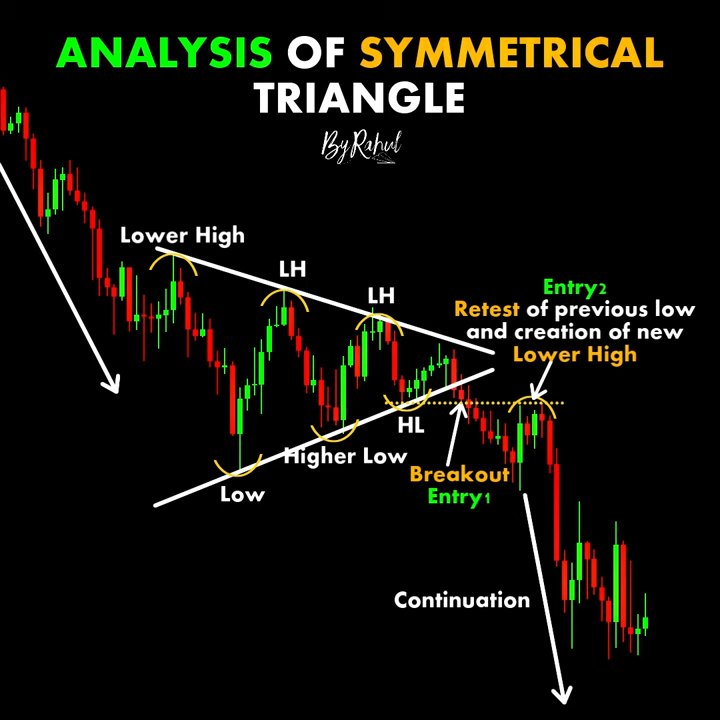 ANALYSIS OF SYMMETRICAL
TRIANGLE
By Rahul
Lower High
LH
LH
Entry2
Retest of previous low
and creation of new
Lower High
HL
Higher Low
Low
Breakout
Entry1
Continuation